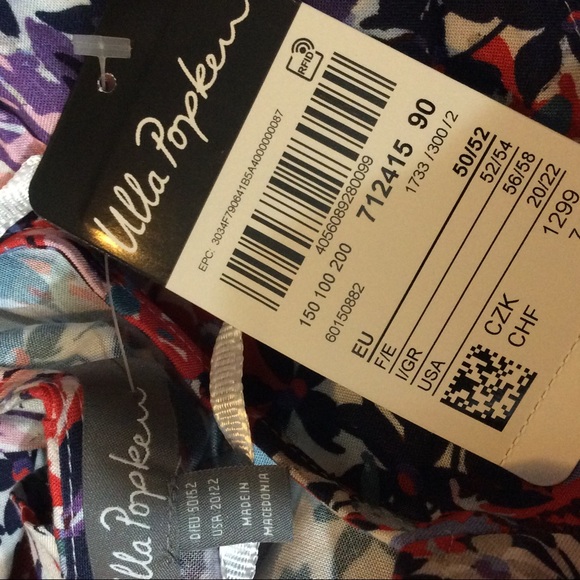 Ulla Popken
RFID
EPC: 3034F790641B5A4000000087
4056089280099
150 100 200 712415 90
60150882 1733 / 300 / 2
EU 50/52
F/E 52/54
I/GR 56/58
USA 20/22
CZK 1299
CHF 7
Ulla Popken
D/EU 50/52
USA 20/22
MADE IN
MACEDONIA